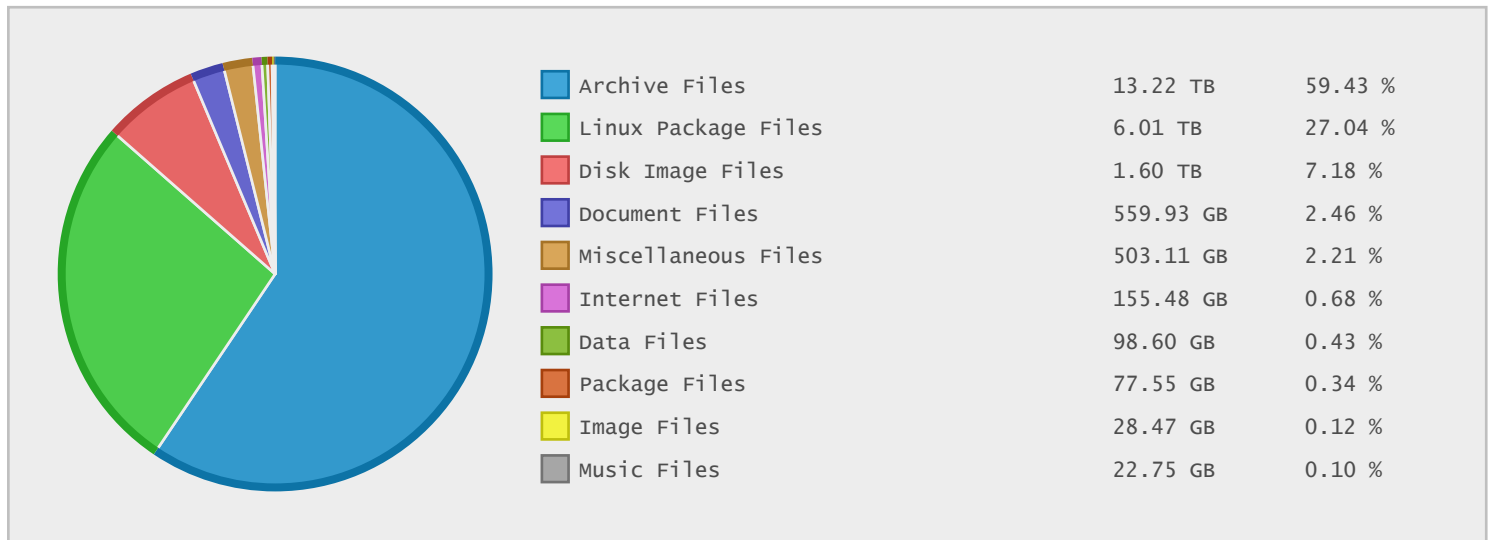 Archive Files 13.22 TB 59.43 %
Linux Package Files 6.01 TB 27.04 %
Disk Image Files 1.60 TB 7.18 %
Document Files 559.93 GB 2.46 %
Miscellaneous Files 503.11 GB 2.21 %
Internet Files 155.48 GB 0.68 %
Data Files 98.60 GB 0.43 %
Package Files 77.55 GB 0.34 %
Image Files 28.47 GB 0.12 %
Music Files 22.75 GB 0.10 %